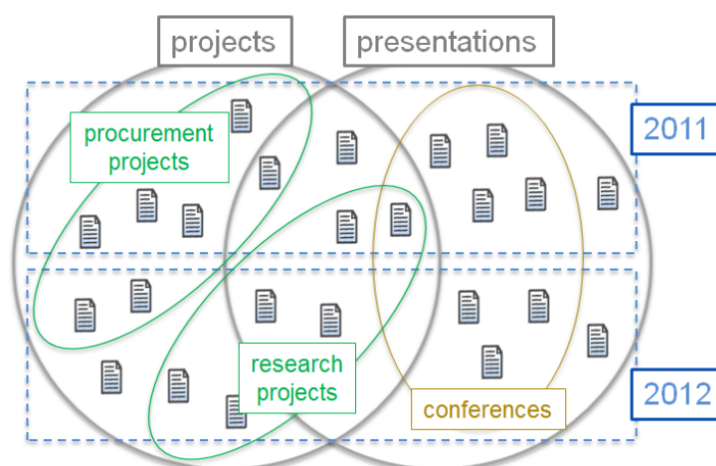 projects
presentations
procurement
projects
2011
research
projects
conferences
2012